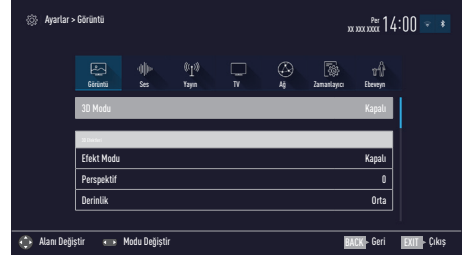 Ayarlar > Görüntü
Per
xx xxx xxxx 14:00
Görüntü Ses Yayın TV Ağ Zamanlayıcı Ebeveyn
3D Modu Kapalı
Efekt Modu Kapalı
Perspektif 0
Derinlik Orta
Alanı Değiştir Modu Değiştir BACK - Geri EXIT - Çıkış